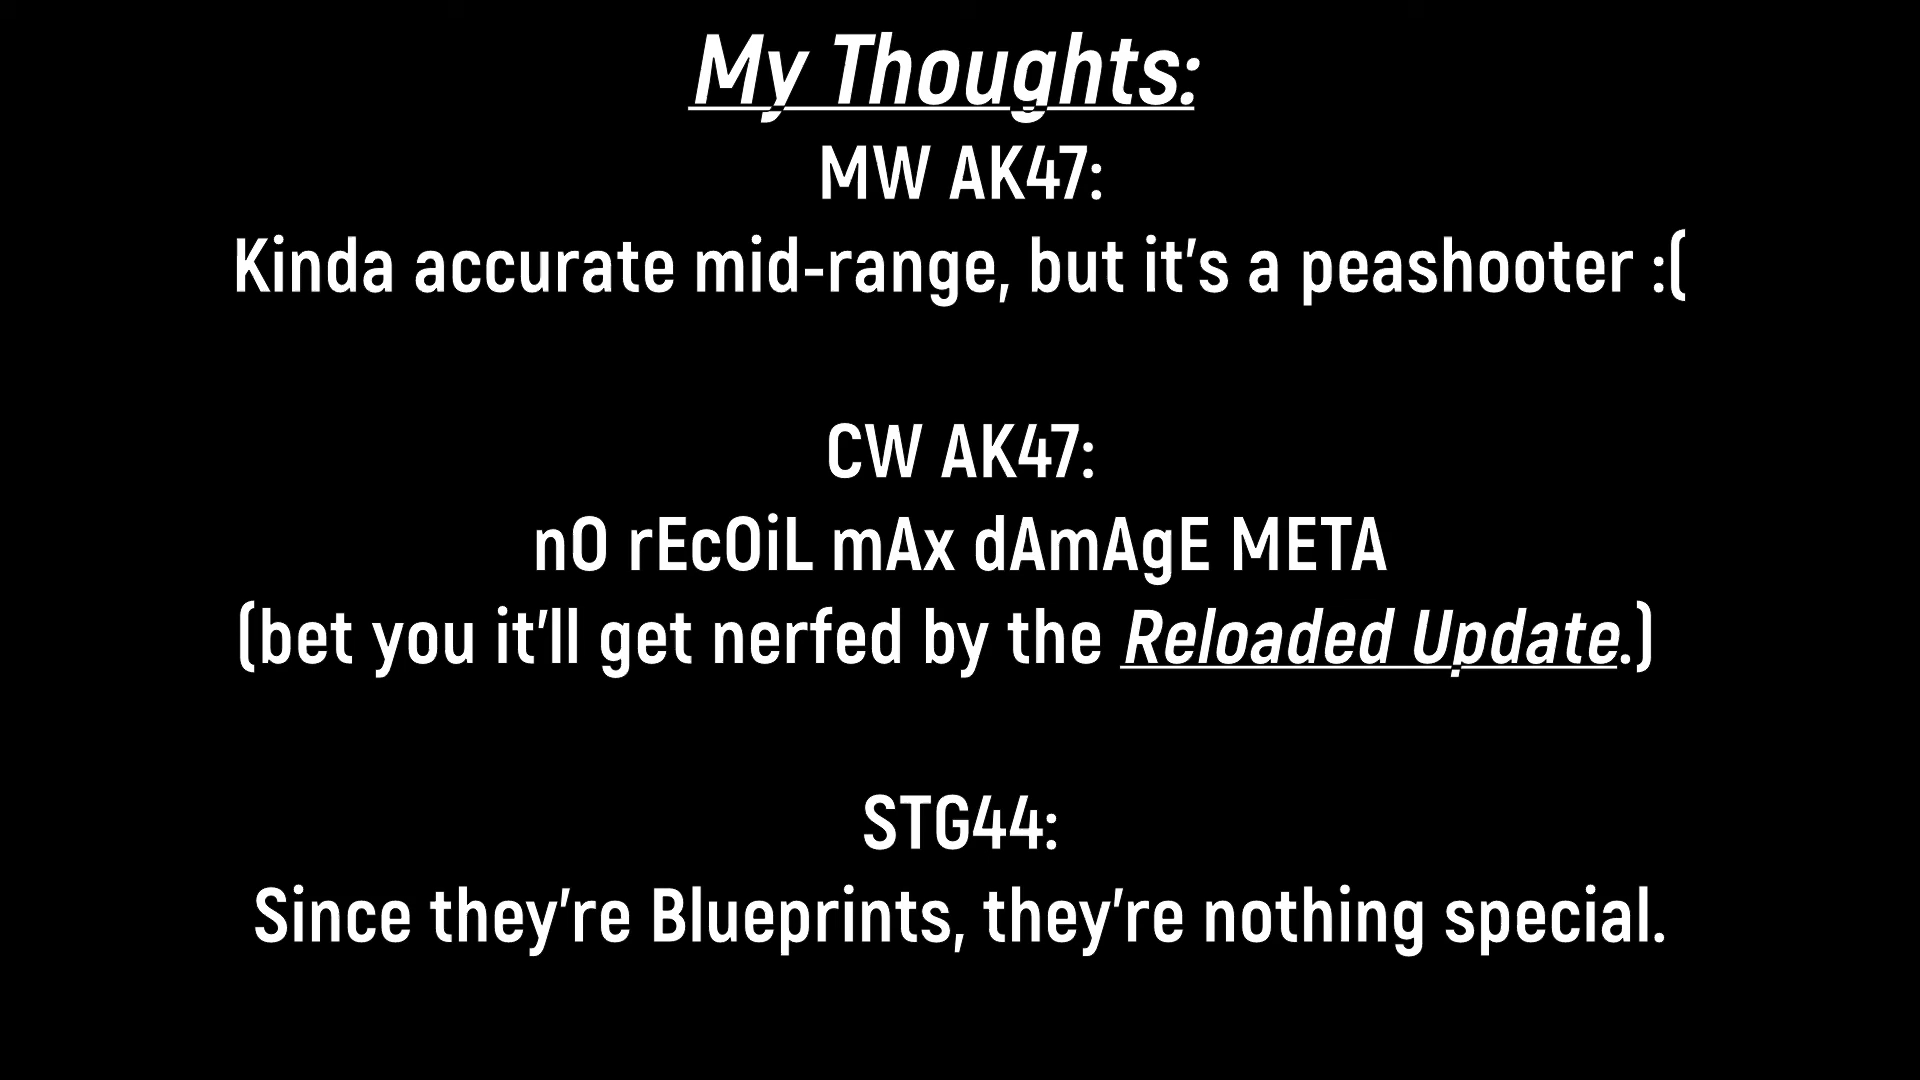 My Thoughts:
MW AK47:
Kinda accurate mid-range, but it's a peashooter :(
CW AK47:
nO rEcOiL mAx dAmAgE META
(bet you it'll get nerfed by the Reloaded Update.)
STG44:
Since they're Blueprints, they're nothing special.